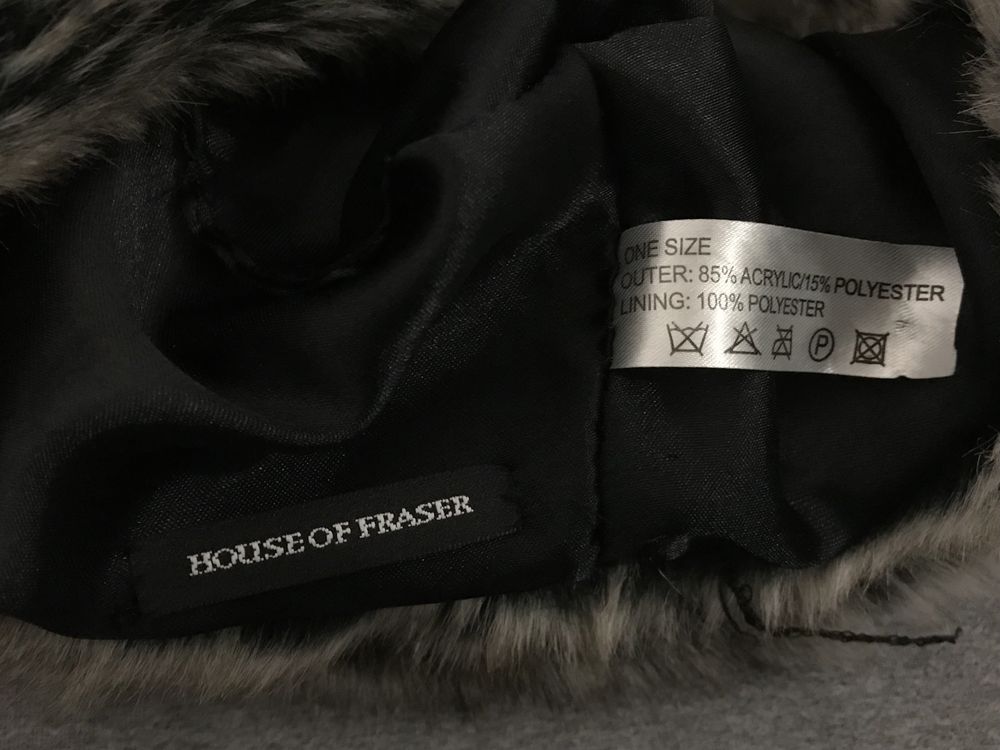 ONE SIZE
OUTER: 85% ACRYLIC/15% POLYESTER
LINING: 100% POLYESTER
P
HOUSE OF FRASER